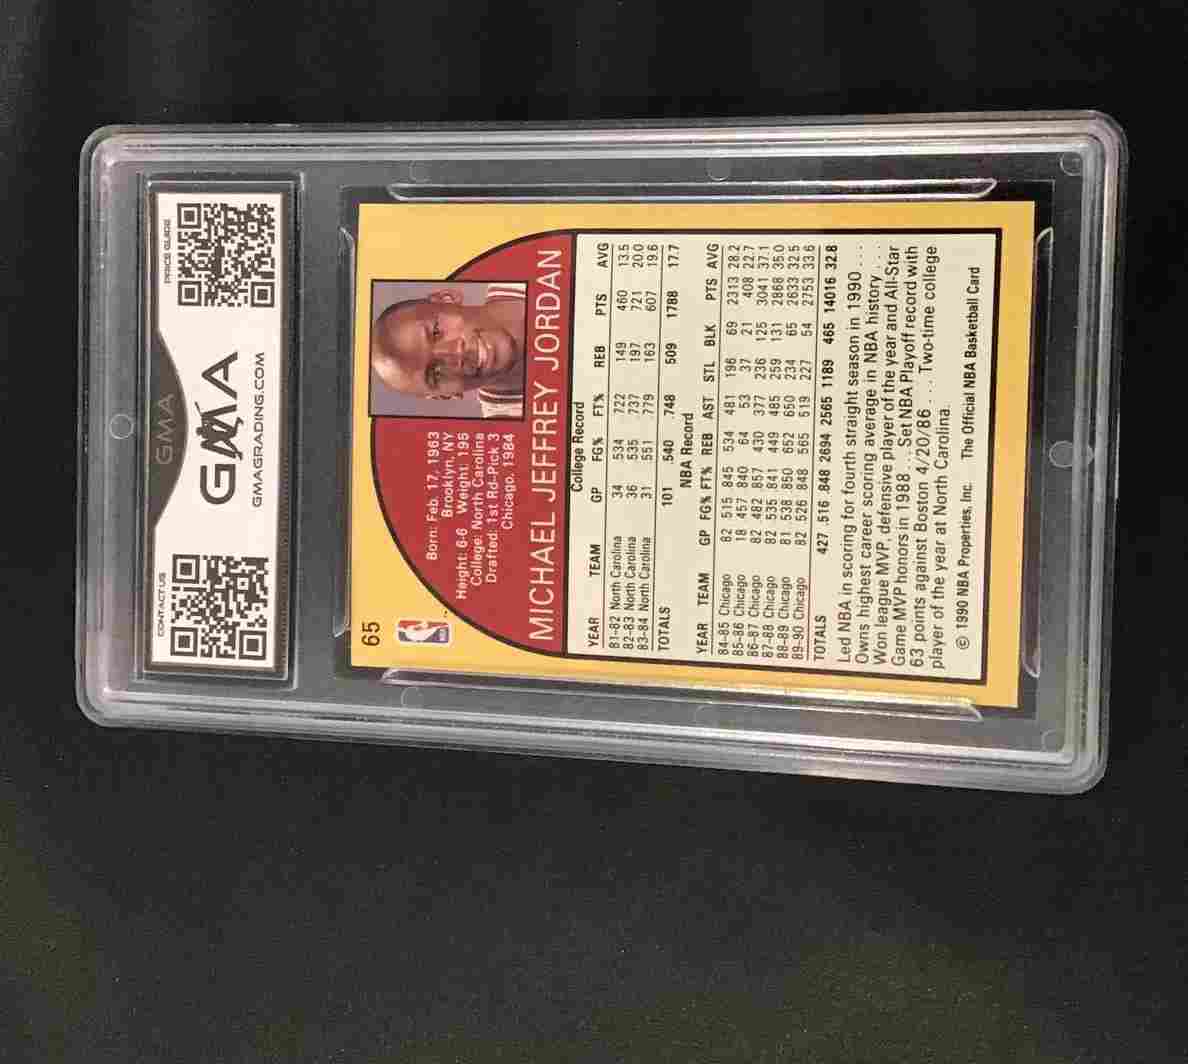 CONTACT US
PRICE GUIDE
GMA
GMA
GMAGRADING.COM
65
Born: Feb. 17, 1963
Brooklyn, NY
Height: 6-6 Weight: 195
College: North Carolina
Drafted: 1st Rd-Pick 3
Chicago, 1984
MICHAEL JEFFREY JORDAN
College Record
YEAR TEAM GP FG% FT% REB PTS AVG
81-82 North Carolina 34 .534 .722 149 460 13.5
82-83 North Carolina 36 .535 .737 197 721 20.0
83-84 North Carolina 31 .551 .779 163 607 19.6
TOTALS 101 .540 .748 509 1788 17.7
NBA Record
YEAR TEAM GP FG% FT% REB AST STL BLK PTS AVG
84-85 Chicago 82 .515 .845 534 481 196 69 2313 28.2
85-86 Chicago 18 .457 .840 64 53 37 21 408 22.7
86-87 Chicago 82 .482 .857 430 377 236 125 3041 37.1
87-88 Chicago 82 .535 .841 449 485 259 131 2868 35.0
88-89 Chicago 81 .538 .850 652 650 234 65 2633 32.5
89-90 Chicago 82 .526 .848 565 519 227 54 2753 33.6
TOTALS 427 .516 .848 2694 2565 1189 465 14016 32.8
Led NBA in scoring for fourth straight season in 1990 . . .
Owns highest career scoring average in NBA history . . .
Won league MVP, defensive player of the year and All-Star
Game MVP honors in 1988 . . . Set NBA Playoff record with
63 points against Boston 4/20/86 . . . Two-time college
player of the year at North Carolina.
© 1990 NBA Properties, Inc. The Official NBA Basketball Card